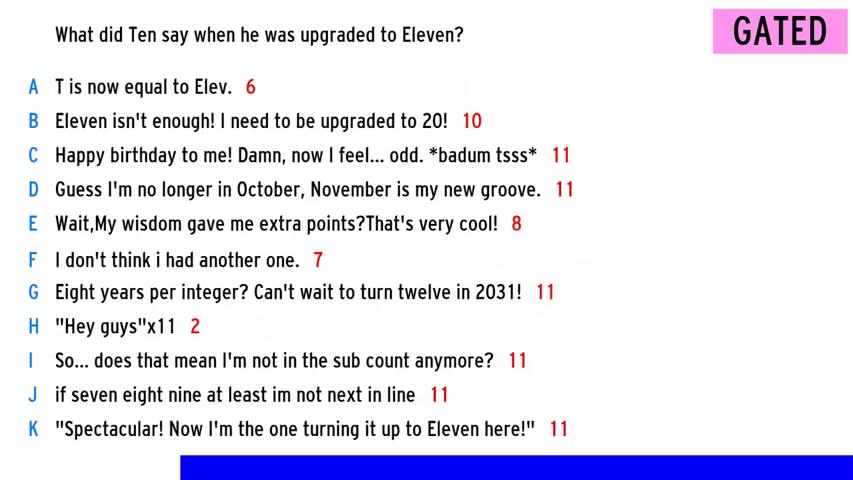 What did Ten say when he was upgraded to Eleven?
GATED
A T is now equal to Elev. 6
B Eleven isn't enough! I need to be upgraded to 20! 10
C Happy birthday to me! Damn, now I feel... odd. *badum tsss* 11
D Guess I'm no longer in October, November is my new groove. 11
E Wait,My wisdom gave me extra points?That's very cool! 8
F I don't think i had another one. 7
G Eight years per integer? Can't wait to turn twelve in 2031! 11
H "Hey guys"x11 2
I So... does that mean I'm not in the sub count anymore? 11
J if seven eight nine at least im not next in line 11
K "Spectacular! Now I'm the one turning it up to Eleven here!" 11